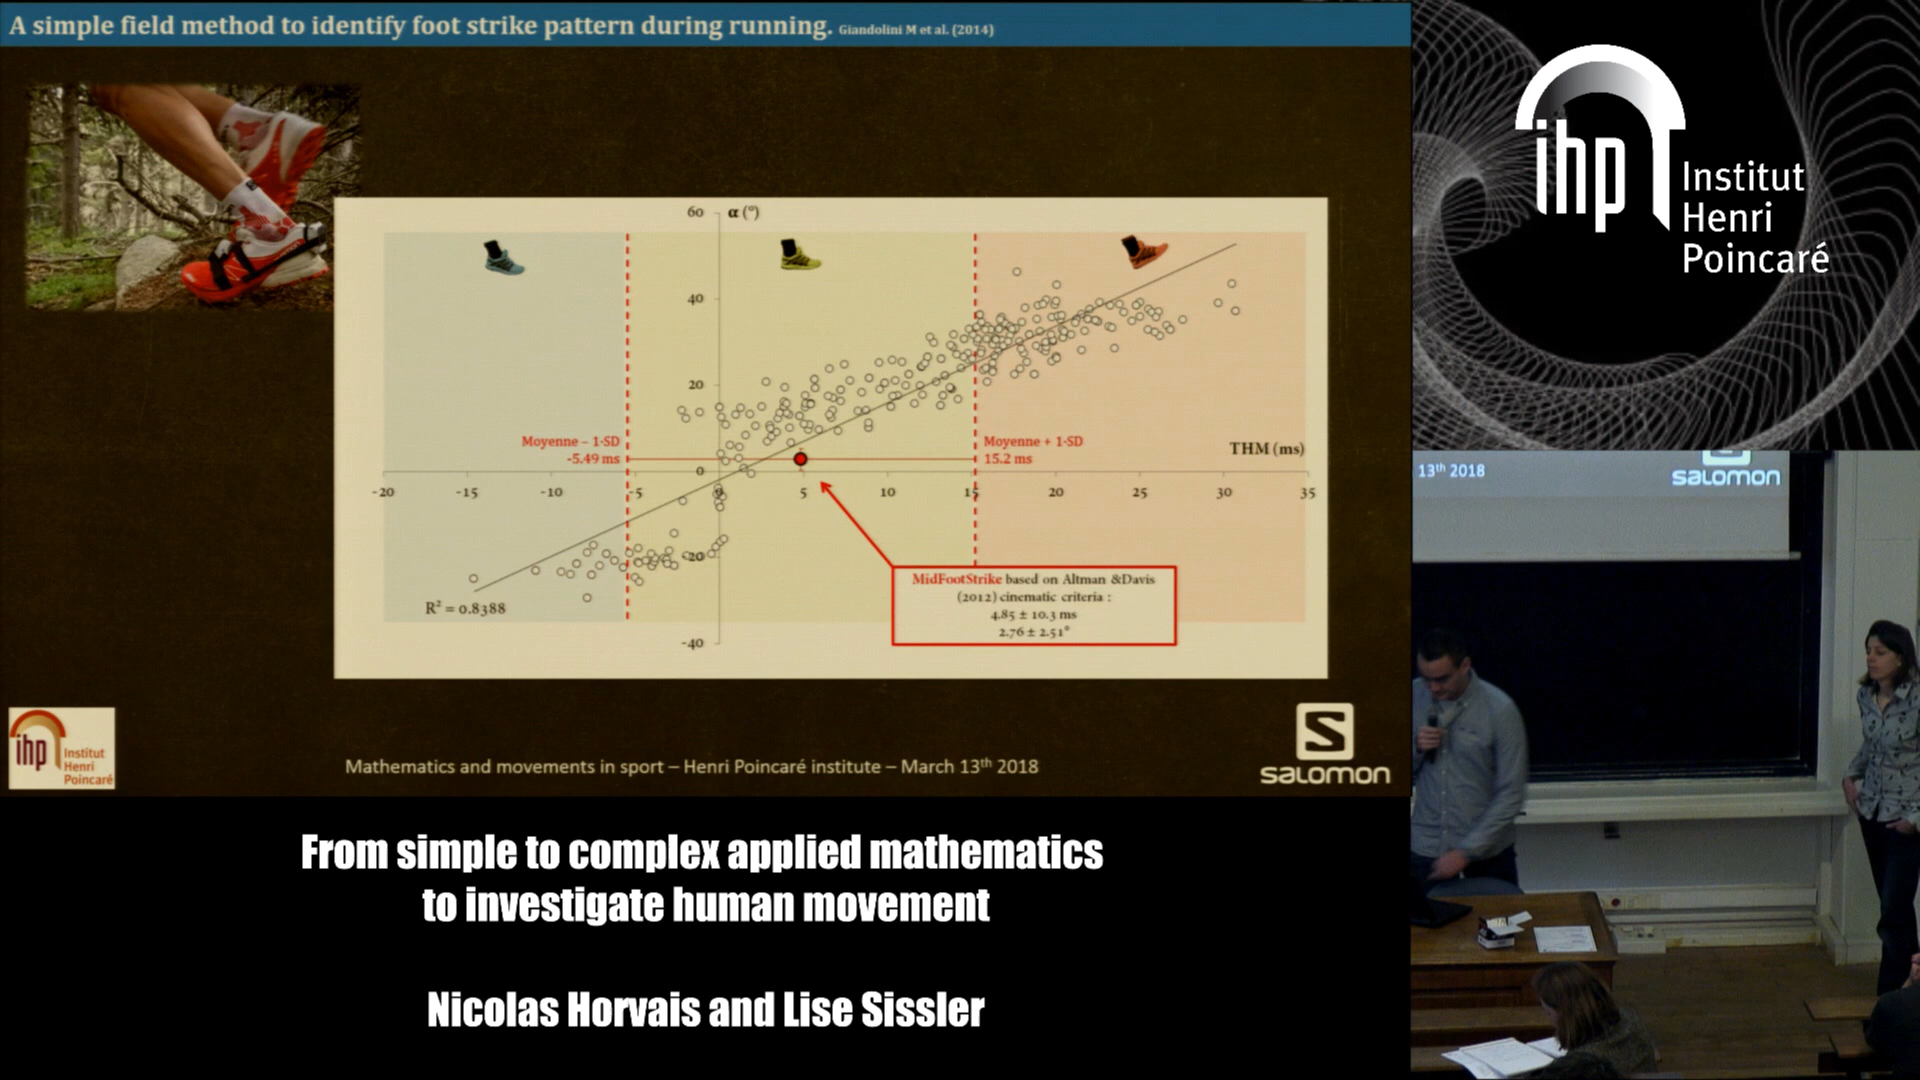 A simple field method to identify foot strike pattern during running. Giandolini M et al. (2014)
60
α (°)
40
20
Moyenne – 1·SD
-5.49 ms
Moyenne + 1·SD
15.2 ms
THM (ms)
0
-20
-15
-10
-5
0
5
10
15
20
25
30
35
-20
MidFootStrike based on Altman &Davis
(2012) cinematic criteria :
4.85 ± 10.3 ms
2.76 ± 2.51°
R² = 0.8388
-40
ihp
Institut
Henri
Poincaré
Mathematics and movements in sport – Henri Poincaré institute – March 13th 2018
S
salomon
From simple to complex applied mathematics
to investigate human movement
Nicolas Horvais and Lise Sissler
ihp
Institut
Henri
Poincaré
13th 2018
salomon